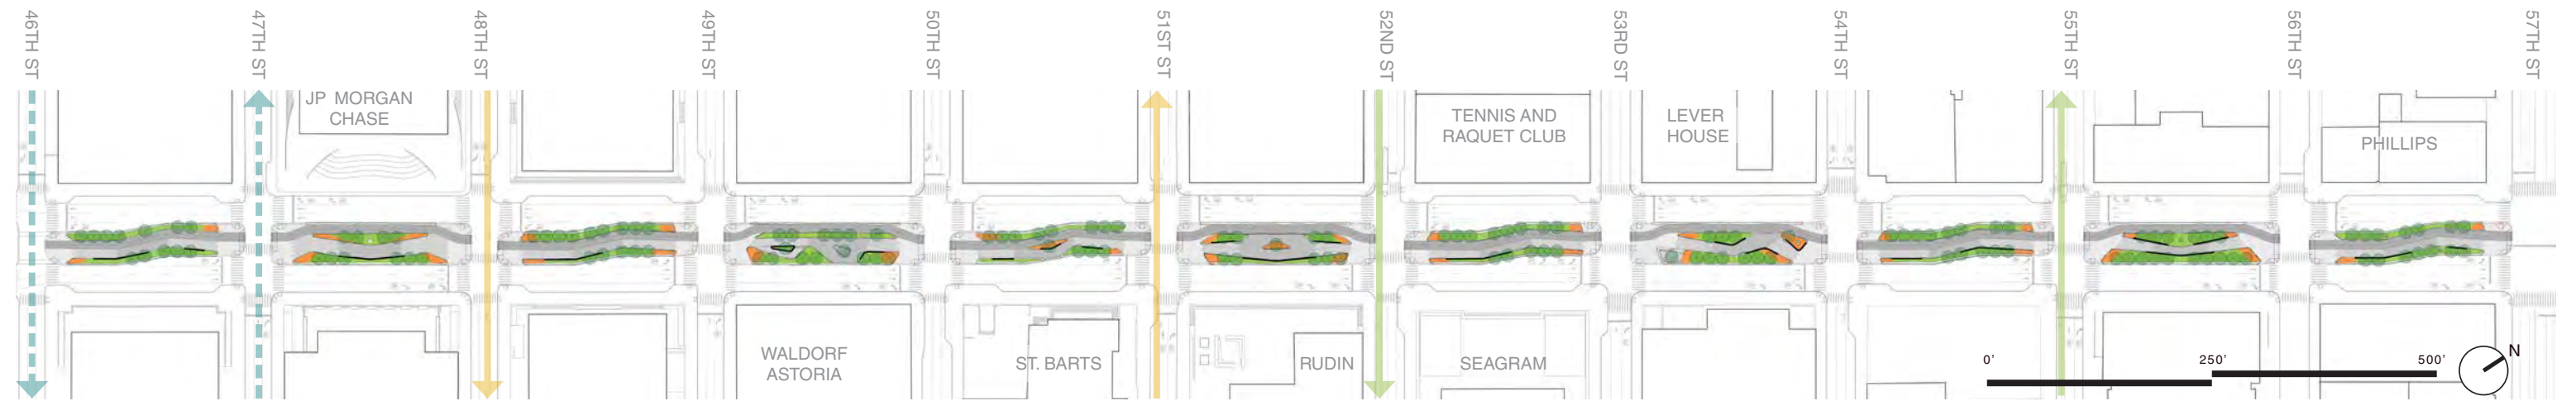 46TH ST
47TH ST
48TH ST
49TH ST
50TH ST
51ST ST
52ND ST
53RD ST
54TH ST
55TH ST
56TH ST
57TH ST
JP MORGAN
CHASE
TENNIS AND
RAQUET CLUB
LEVER
HOUSE
PHILLIPS
WALDORF
ASTORIA
ST. BARTS
RUDIN
SEAGRAM
0'
250'
500'
N